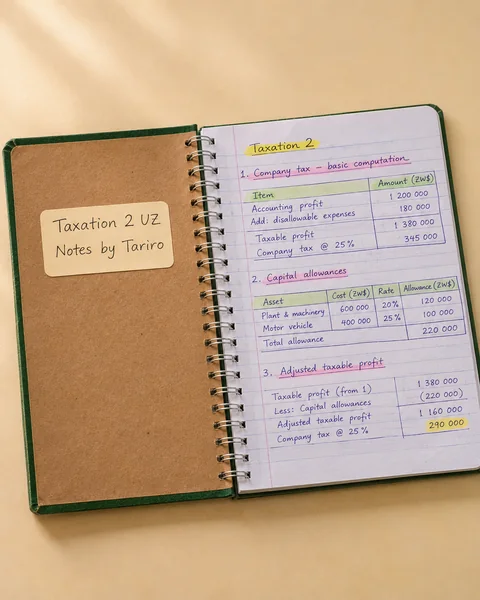 Taxation 2 UZ
Notes by Tariro
Taxation 2
1. Company tax – basic computation
Item Amount (ZW$)
Accounting profit 1 200 000
Add: disallowable expenses 180 000
Taxable profit 1 380 000
Company tax @ 25% 345 000
2. Capital allowances
Asset Cost (ZW$) Rate Allowance (ZW$)
Plant & machinery 600 000 20% 120 000
Motor vehicle 400 000 25% 100 000
Total allowance 220 000
3. Adjusted taxable profit
Taxable profit (from 1) 1 380 000
Less: Capital allowances (220 000)
Adjusted taxable profit 1 160 000
Company tax @ 25% 290 000